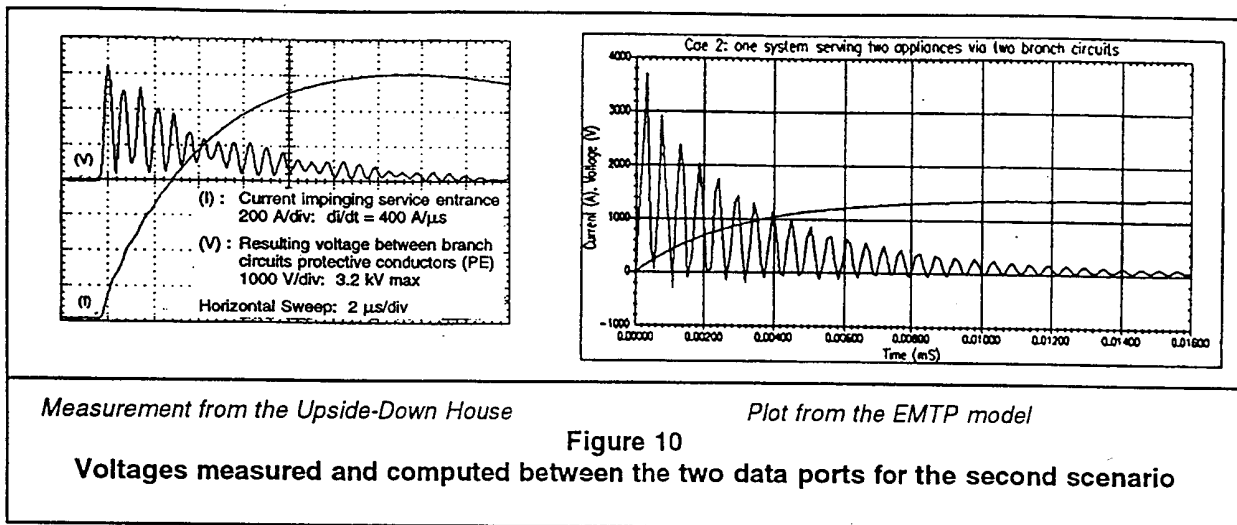 (V)
(I)
(I) : Current impinging service entrance
200 A/div: di/dt = 400 A/µs
(V) : Resulting voltage between branch
circuits protective conductors (PE)
1000 V/div: 3.2 kV max
Horizontal Sweep: 2 µs/div
Cae 2: one system serving two appliances via two branch circuits
Current (A), Voltage (V)
4000
3000
2000
1000
0
-1000
0.00000 0.00200 0.00400 0.00600 0.00800 0.01000 0.01200 0.01400 0.01600
Time (mS)
Measurement from the Upside-Down House
Plot from the EMTP model
Figure 10
Voltages measured and computed between the two data ports for the second scenario